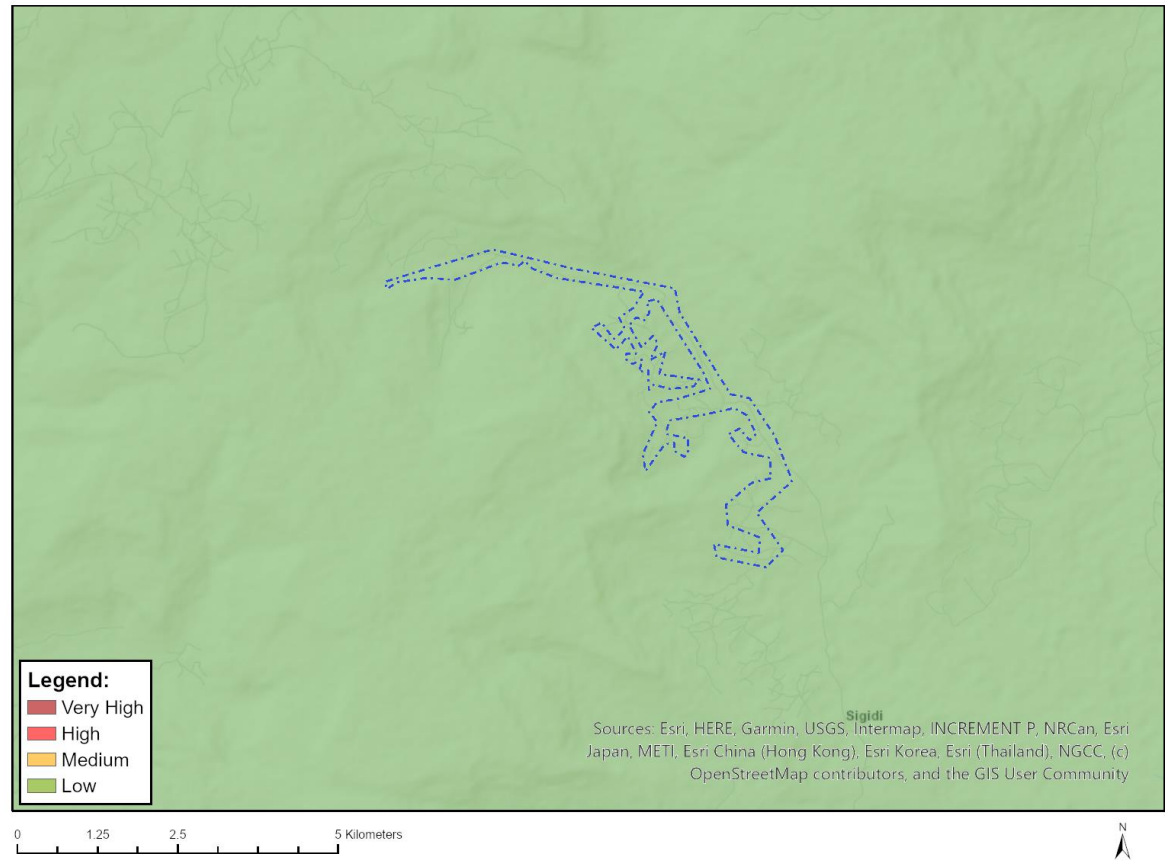 Sigidi
Legend:
Very High
High
Medium
Low
Sources: Esri, HERE, Garmin, USGS, Intermap, INCREMENT P, NRCan, Esri
Japan, METI, Esri China (Hong Kong), Esri Korea, Esri (Thailand), NGCC, (c)
OpenStreetMap contributors, and the GIS User Community
0 1.25 2.5 5 Kilometers
N